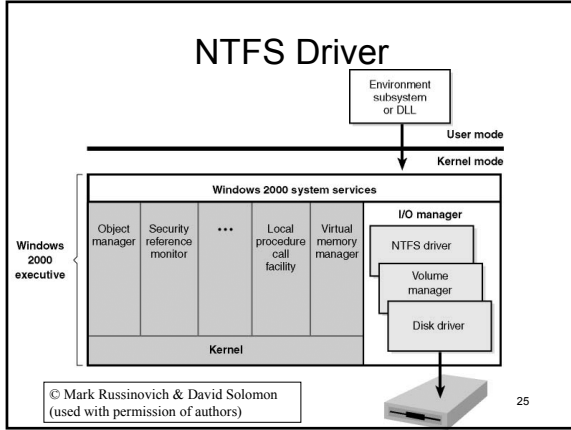 NTFS Driver
Environment
subsystem
or DLL
User mode
Kernel mode
Windows 2000 system services
Windows
2000
executive
Object
manager
Security
reference
monitor
•••
Local
procedure
call
facility
Virtual
memory
manager
I/O manager
NTFS driver
Volume
manager
Disk driver
Kernel
© Mark Russinovich & David Solomon
(used with permission of authors)
25